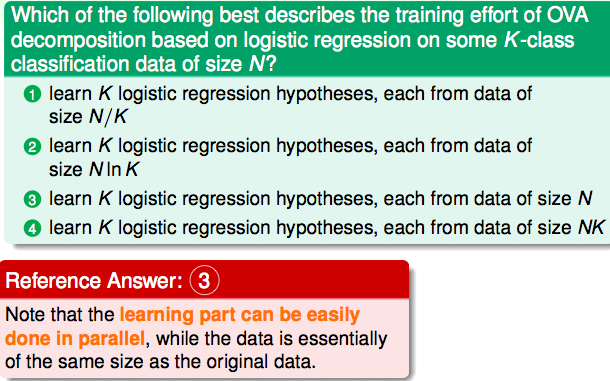 Which of the following best describes the training effort of OVA
decomposition based on logistic regression on some K-class
classification data of size N?
1 learn K logistic regression hypotheses, each from data of
size N/K
2 learn K logistic regression hypotheses, each from data of
size N ln K
3 learn K logistic regression hypotheses, each from data of size N
4 learn K logistic regression hypotheses, each from data of size NK
Reference Answer: 3
Note that the learning part can be easily
done in parallel, while the data is essentially
of the same size as the original data.